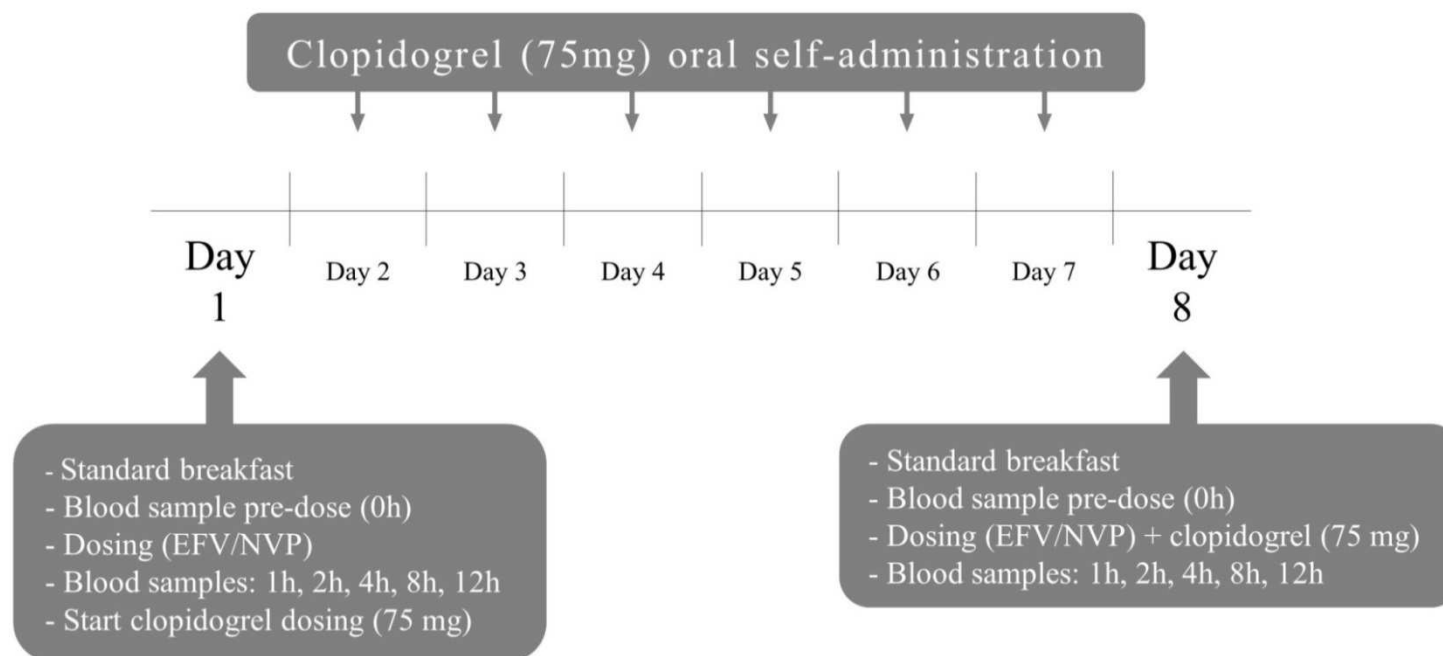 Clopidogrel (75mg) oral self-administration
Day
1
Day 2
Day 3
Day 4
Day 5
Day 6
Day 7
Day
8
- Standard breakfast
- Blood sample pre-dose (0h)
- Dosing (EFV/NVP)
- Blood samples: 1h, 2h, 4h, 8h, 12h
- Start clopidogrel dosing (75 mg)
- Standard breakfast
- Blood sample pre-dose (0h)
- Dosing (EFV/NVP) + clopidogrel (75 mg)
- Blood samples: 1h, 2h, 4h, 8h, 12h